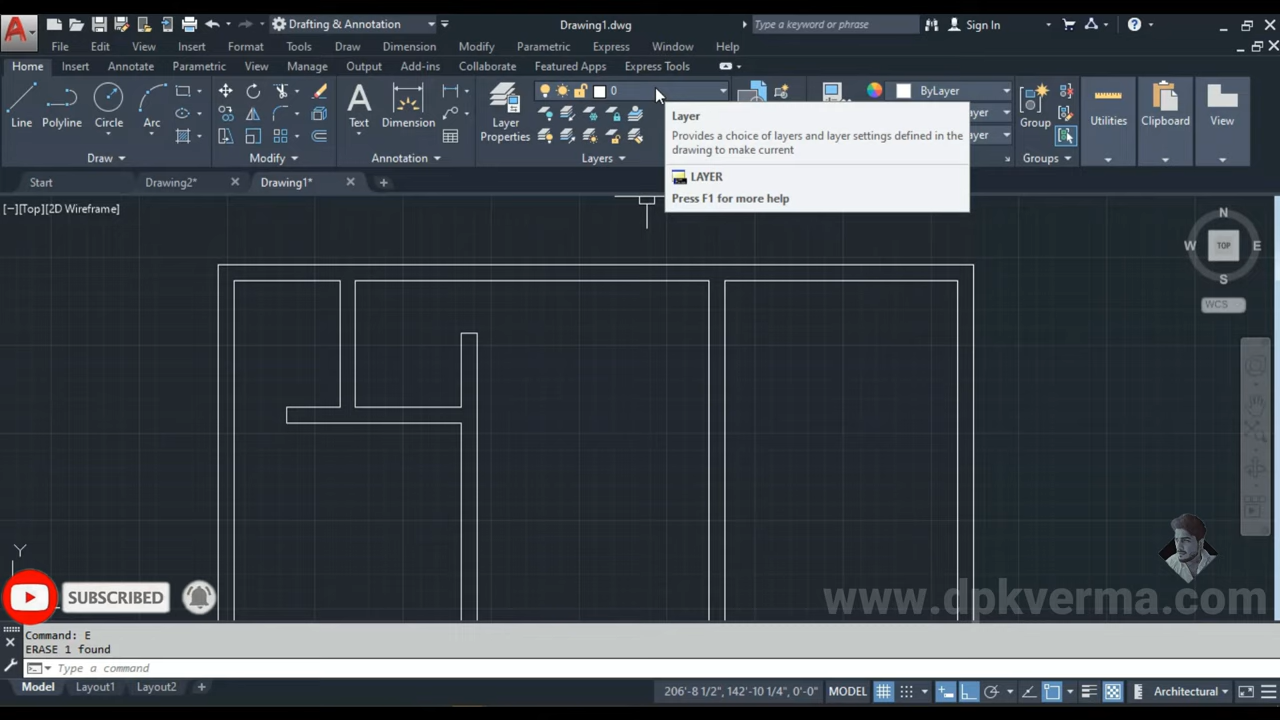 Drafting & Annotation
Drawing1.dwg
Type a keyword or phrase
Sign In
File Edit View Insert Format Tools Draw Dimension Modify Parametric Express Window Help
Home Insert Annotate Parametric View Manage Output Add-ins Collaborate Featured Apps Express Tools
0
ByLayer
Line Polyline Circle Arc Text Dimension Layer Properties Group Utilities Clipboard View
Draw Modify Annotation Layers Groups
Layer
Provides a choice of layers and layer settings defined in the
drawing to make current
LAYER
Press F1 for more help
Start Drawing2* Drawing1*
[−][Top][2D Wireframe]
N
W TOP E
S
WCS
Y
SUBSCRIBED
www.dpkverma.com
Command: E
ERASE 1 found
Type a command
Model Layout1 Layout2
206'-8 1/2", 142'-10 1/4", 0'-0" MODEL Architectural